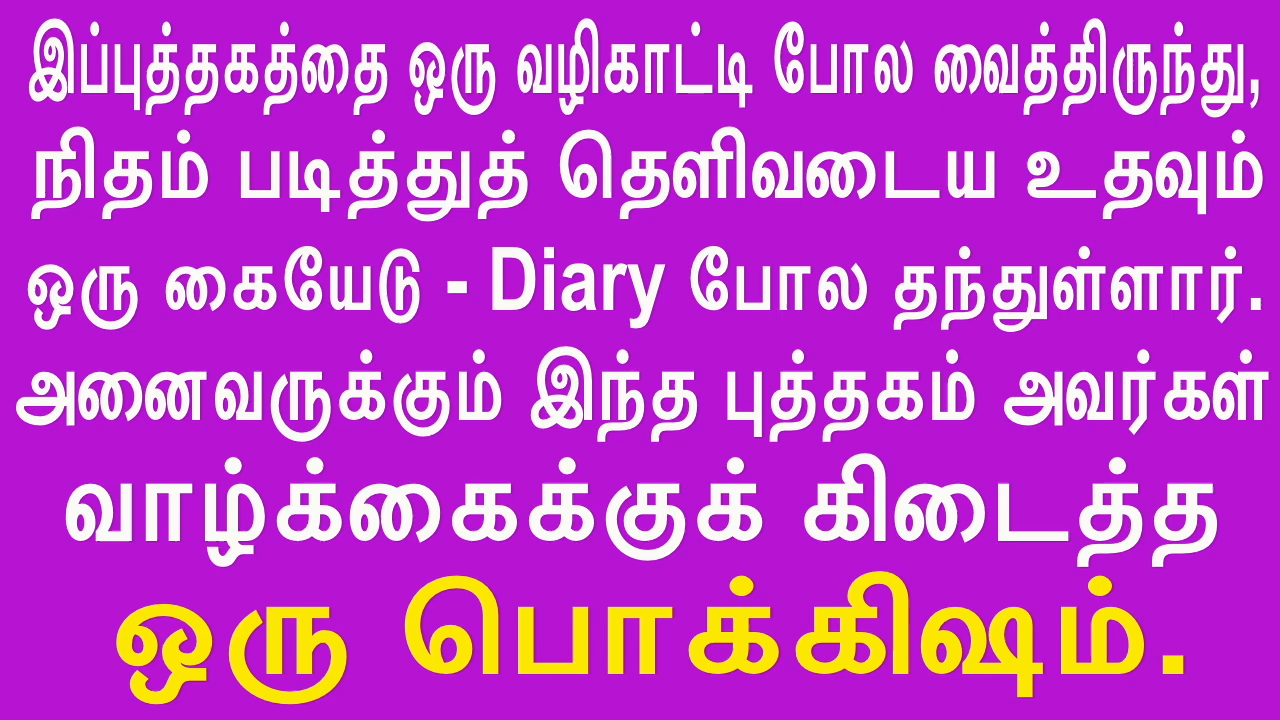 இப்புத்தகத்தை ஒரு வழிகாட்டி போல வைத்திருந்து,
நிதம் படித்துத் தெளிவடைய உதவும்
ஒரு கையேடு - Diary போல தந்துள்ளார்.
அனைவருக்கும் இந்த புத்தகம் அவர்கள்
வாழ்க்கைக்குக் கிடைத்த
ஒரு பொக்கிஷம்.